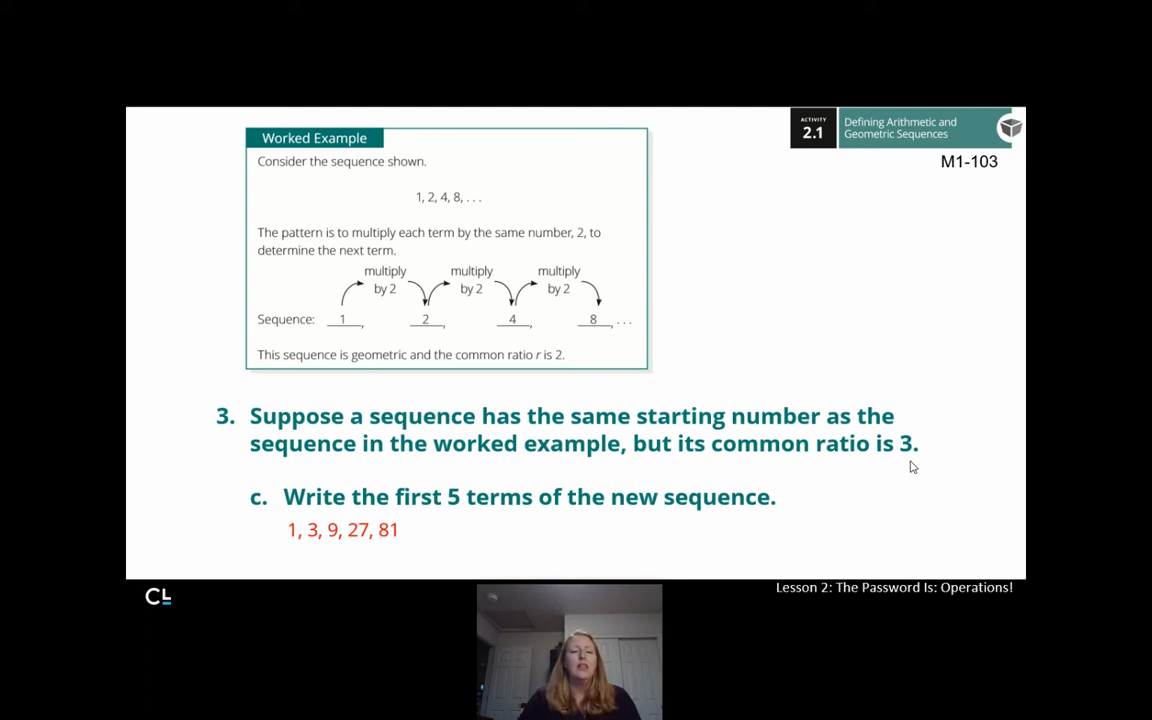 Worked Example
Consider the sequence shown.
1, 2, 4, 8, . . .
The pattern is to multiply each term by the same number, 2, to
determine the next term.
multiply multiply multiply
by 2 by 2 by 2
Sequence: 1, 2, 4, 8, . . .
This sequence is geometric and the common ratio r is 2.
ACTIVITY
2.1
Defining Arithmetic and
Geometric Sequences
M1-103
3. Suppose a sequence has the same starting number as the
sequence in the worked example, but its common ratio is 3.
c. Write the first 5 terms of the new sequence.
1, 3, 9, 27, 81
Lesson 2: The Password Is: Operations!
CL